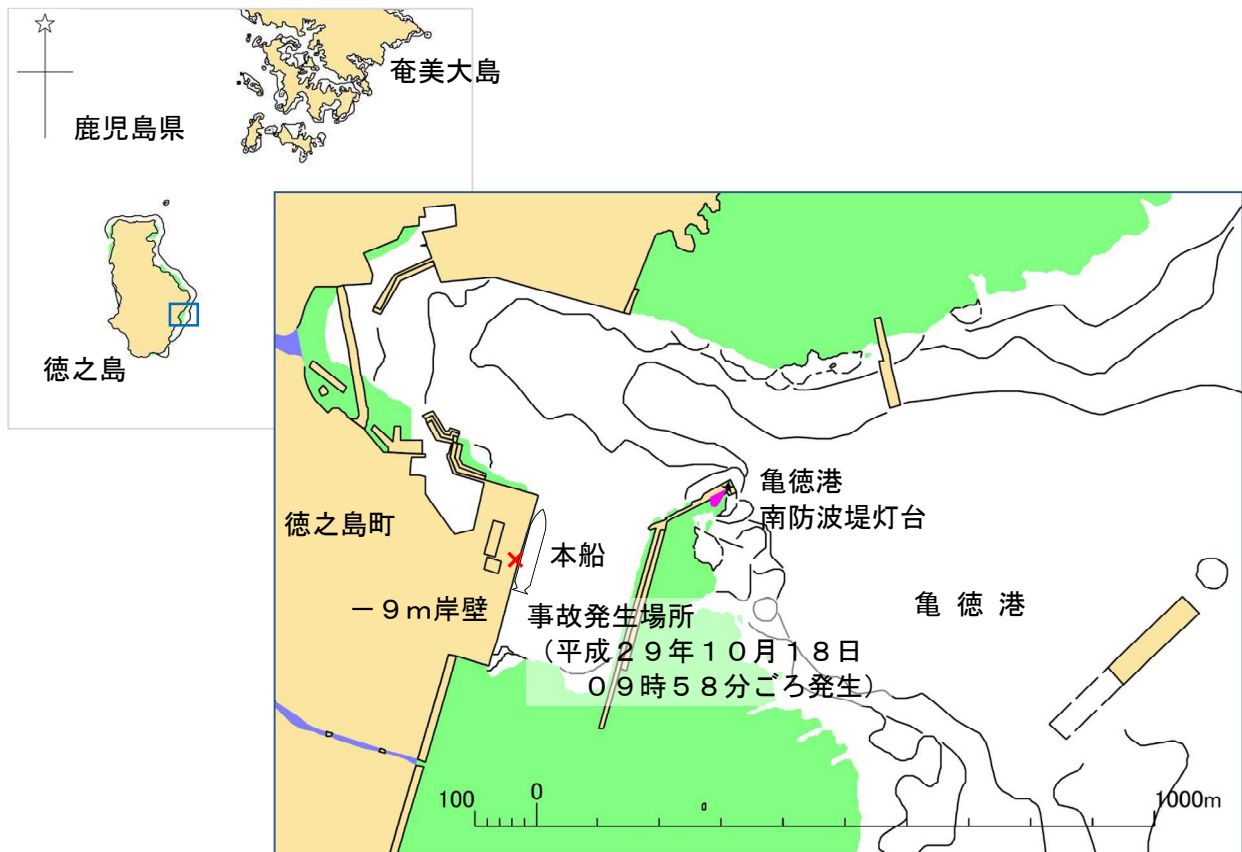 奄美大島
鹿児島県
徳之島
亀徳港
南防波堤灯台
徳之島町
本船
－９ｍ岸壁
事故発生場所
（平成２９年１０月１８日
０９時５８分ごろ発生）
亀 徳 港
100 0 1000m